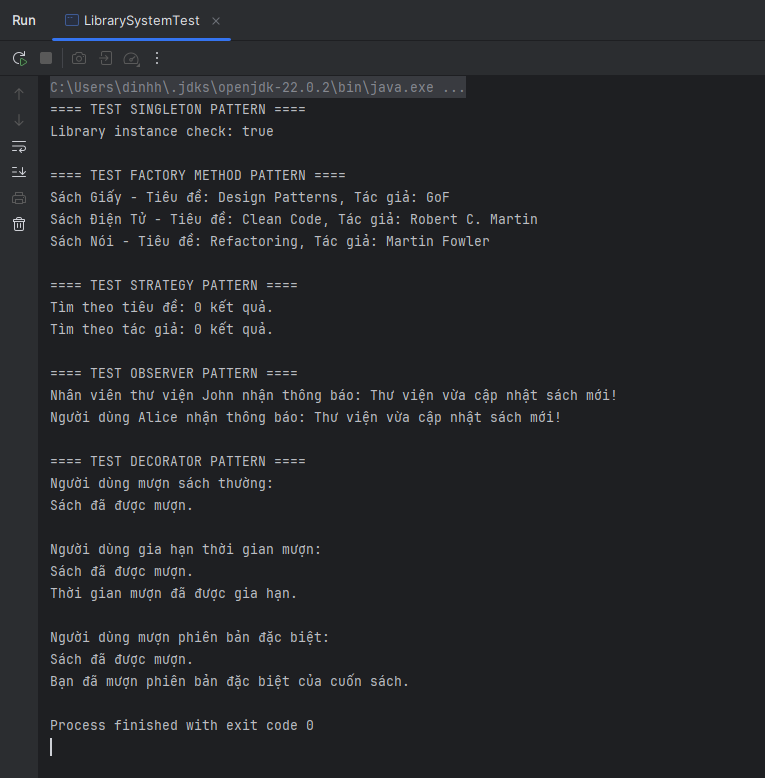 Run LibrarySystemTest
C:\Users\dinhh\.jdks\openjdk-22.0.2\bin\java.exe ...
==== TEST SINGLETON PATTERN ====
Library instance check: true
==== TEST FACTORY METHOD PATTERN ====
Sách Giấy - Tiêu đề: Design Patterns, Tác giả: GoF
Sách Điện Tử - Tiêu đề: Clean Code, Tác giả: Robert C. Martin
Sách Nói - Tiêu đề: Refactoring, Tác giả: Martin Fowler
==== TEST STRATEGY PATTERN ====
Tìm theo tiêu đề: 0 kết quả.
Tìm theo tác giả: 0 kết quả.
==== TEST OBSERVER PATTERN ====
Nhân viên thư viện John nhận thông báo: Thư viện vừa cập nhật sách mới!
Người dùng Alice nhận thông báo: Thư viện vừa cập nhật sách mới!
==== TEST DECORATOR PATTERN ====
Người dùng mượn sách thường:
Sách đã được mượn.
Người dùng gia hạn thời gian mượn:
Sách đã được mượn.
Thời gian mượn đã được gia hạn.
Người dùng mượn phiên bản đặc biệt:
Sách đã được mượn.
Bạn đã mượn phiên bản đặc biệt của cuốn sách.
Process finished with exit code 0